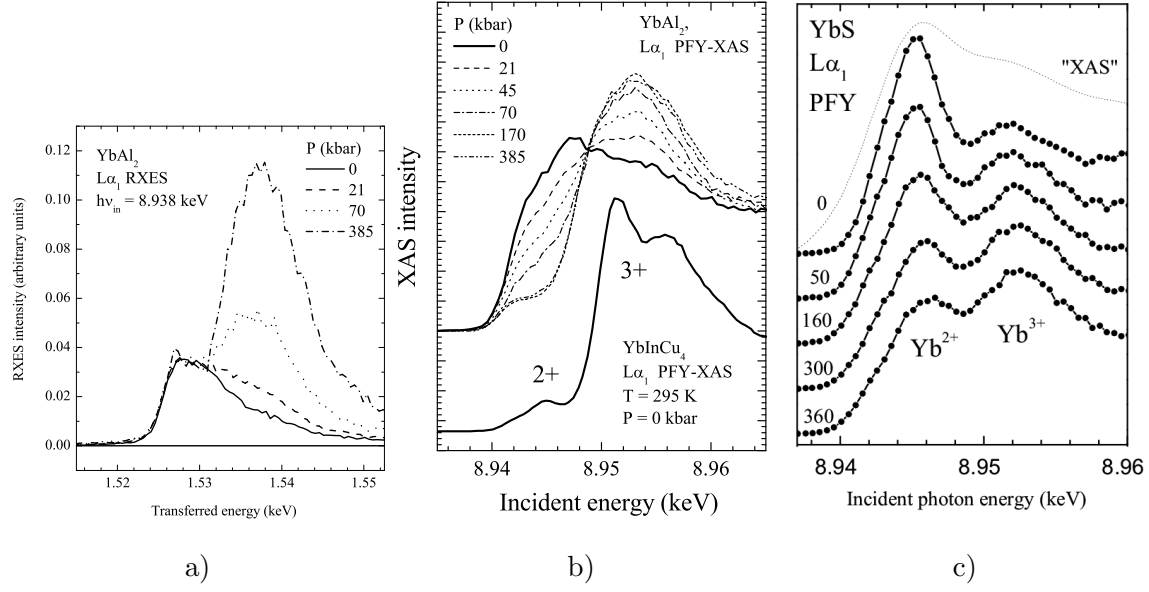 YbAl₂
Lα₁ RXES
hν_in = 8.938 keV
P (kbar)
0
21
70
385
0.12
0.10
0.08
0.06
0.04
0.02
0.00
RXES intensity (arbitrary units)
1.52 1.53 1.54 1.55
Transferred energy (keV)
a)
P (kbar)
0
21
45
70
170
385
YbAl₂,
Lα₁ PFY-XAS
XAS intensity
3+
2+
YbInCu₄
Lα₁ PFY-XAS
T = 295 K
P = 0 kbar
8.94 8.95 8.96
Incident energy (keV)
b)
YbS
Lα₁
PFY
"XAS"
0
50
160
300
360
Yb²⁺
Yb³⁺
8.94 8.95 8.96
Incident photon energy (keV)
c)